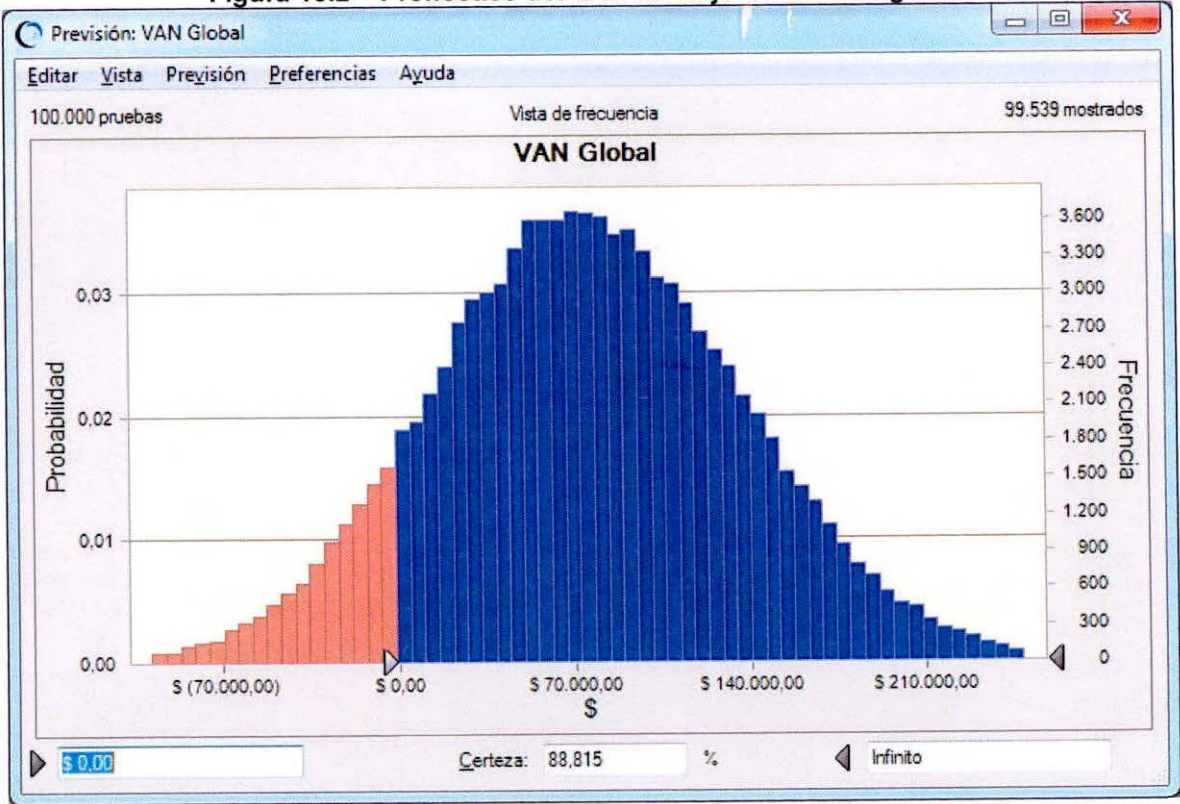 Figura
Previsión: VAN Global
Editar Vista Previsión Preferencias Ayuda
100.000 pruebas Vista de frecuencia 99.539 mostrados
VAN Global
Probabilidad
0,03
0,02
0,01
0,00
3.600
3.300
3.000
2.700
2.400
2.100
1.800
1.500
1.200
900
600
300
0
Frecuencia
$ (70.000,00) $ 0,00 $ 70.000,00 $ 140.000,00 $ 210.000,00
$
$ 0,00 Certeza: 88,815 % Infinito